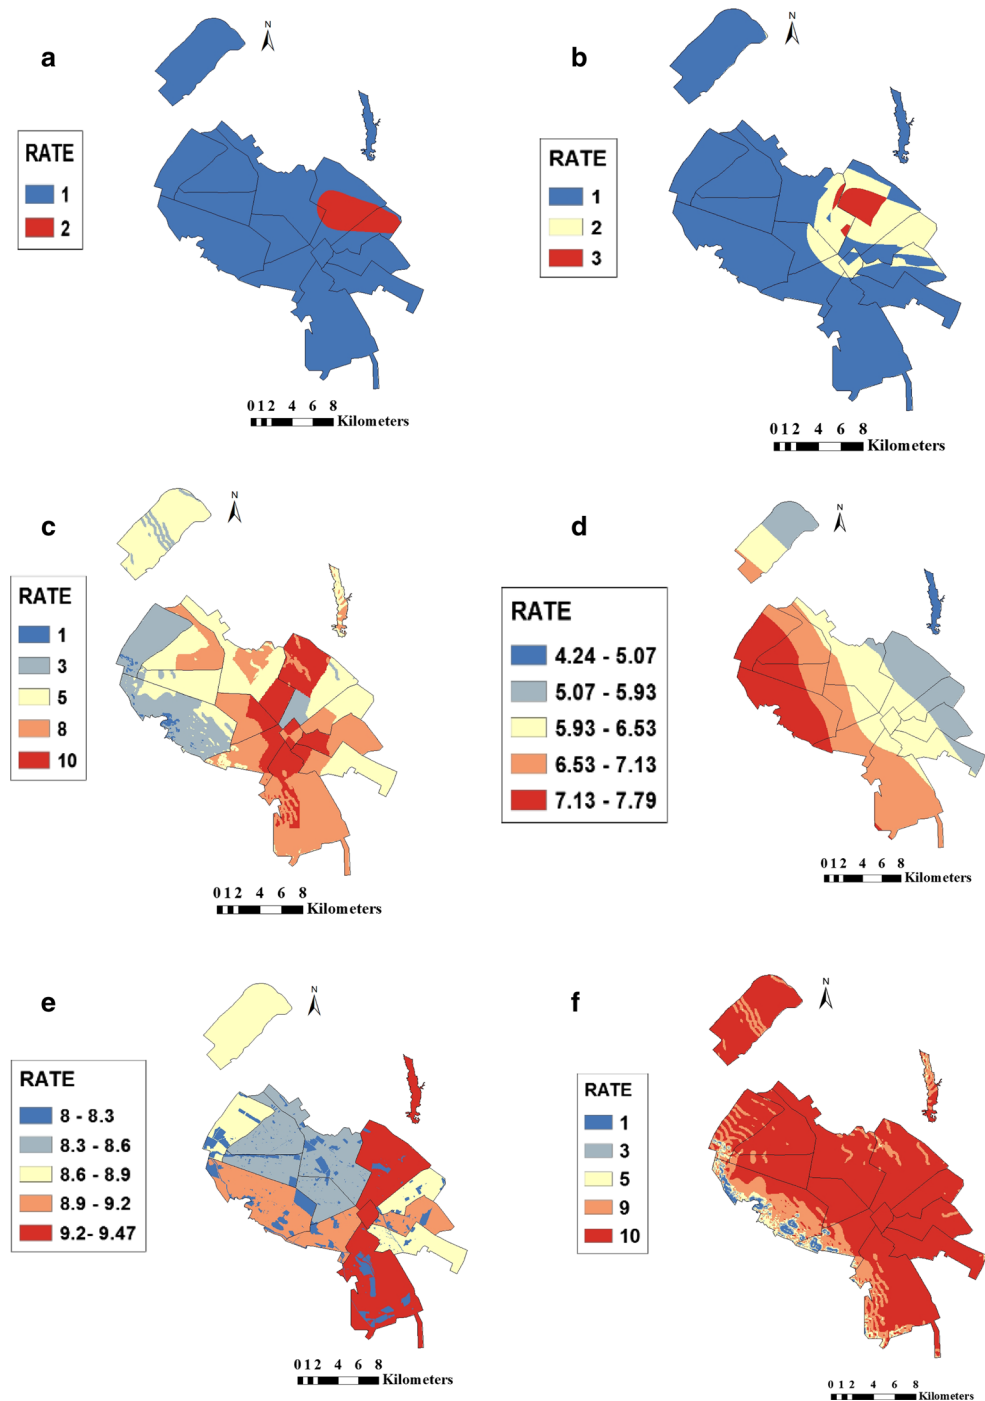 a
N
RATE
1
2
0 1 2 4 6 8
Kilometers
b
N
RATE
1
2
3
0 1 2 4 6 8
Kilometers
c
N
RATE
1
3
5
8
10
0 1 2 4 6 8
Kilometers
d
N
RATE
4.24 - 5.07
5.07 - 5.93
5.93 - 6.53
6.53 - 7.13
7.13 - 7.79
0 1 2 4 6 8
Kilometers
e
N
RATE
8 - 8.3
8.3 - 8.6
8.6 - 8.9
8.9 - 9.2
9.2- 9.47
0 1 2 4 6 8
Kilometers
f
N
RATE
1
3
5
9
10
0 1 2 4 6 8
Kilometers